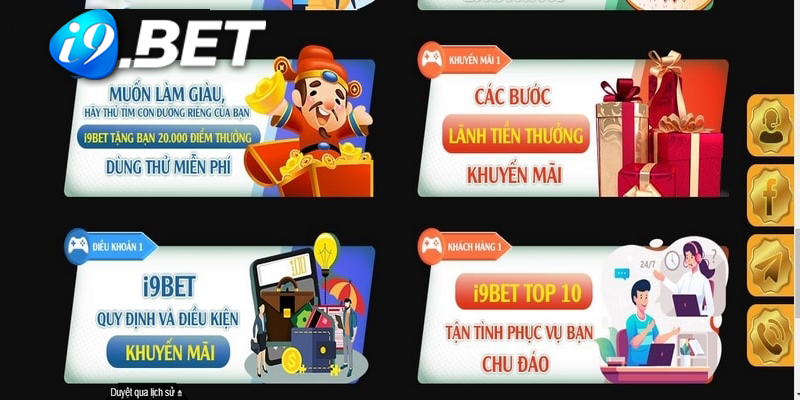 i9.BET
MUỐN LÀM GIÀU,
HÃY THỬ TÌM CON ĐƯỜNG RIÊNG CỦA BẠN
i9BET TẶNG BẠN 20.000 ĐIỂM THƯỞNG
DÙNG THỬ MIỄN PHÍ
KHUYẾN MÃI 1
CÁC BƯỚC
LÃNH TIỀN THƯỞNG
KHUYẾN MÃI
ĐIỀU KHOẢN 1
i9BET
QUY ĐỊNH VÀ ĐIỀU KIỆN
KHUYẾN MÃI
KHÁCH HÀNG 1
24/7
i9BET TOP 10
TẬN TÌNH PHỤC VỤ BẠN
CHU ĐÁO
Duyệt qua lịch sử